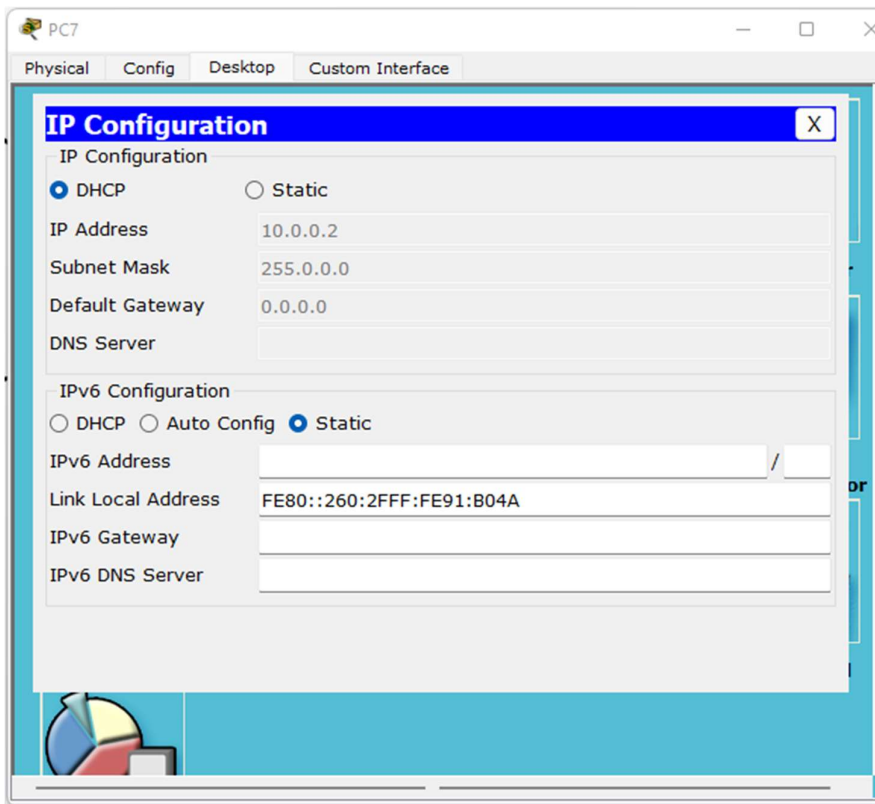 PC7
Physical Config Desktop Custom Interface
IP Configuration X
IP Configuration
DHCP Static
IP Address 10.0.0.2
Subnet Mask 255.0.0.0
Default Gateway 0.0.0.0
DNS Server
IPv6 Configuration
DHCP Auto Config Static
IPv6 Address /
Link Local Address FE80::260:2FFF:FE91:B04A
IPv6 Gateway
or
IPv6 DNS Server